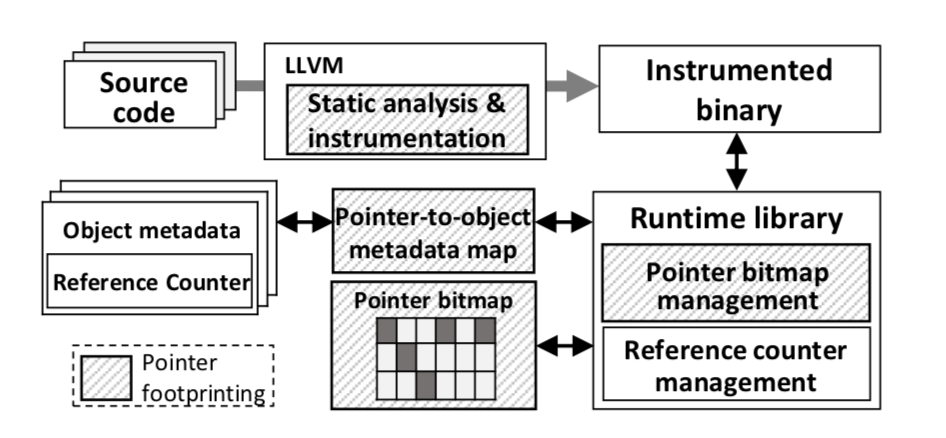 Source
code
LLVM
Static analysis &
instrumentation
Instrumented
binary
Object metadata
Reference Counter
Pointer-to-object
metadata map
Pointer bitmap
Runtime library
Pointer bitmap
management
Reference counter
management
Pointer
footprinting